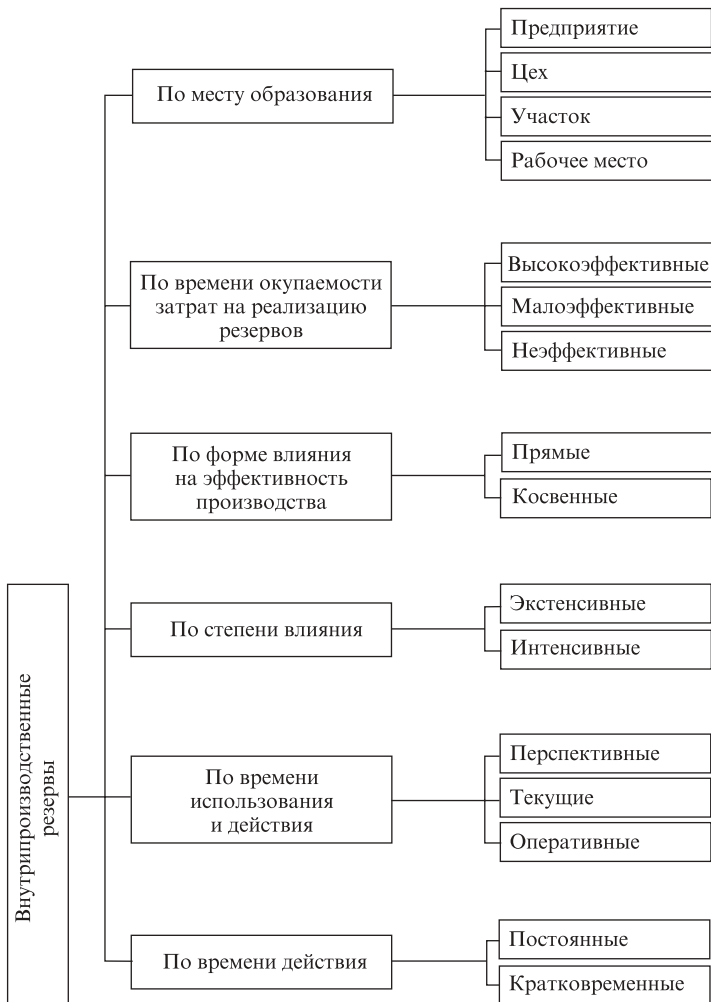 Внутрипроизводственные
резервы
По месту образования
Предприятие
Цех
Участок
Рабочее место
По времени окупаемости
затрат на реализацию
резервов
Высокоэффективные
Малоэффективные
Неэффективные
По форме влияния
на эффективность
производства
Прямые
Косвенные
По степени влияния
Экстенсивные
Интенсивные
По времени
использования
и действия
Перспективные
Текущие
Оперативные
По времени действия
Постоянные
Кратковременные